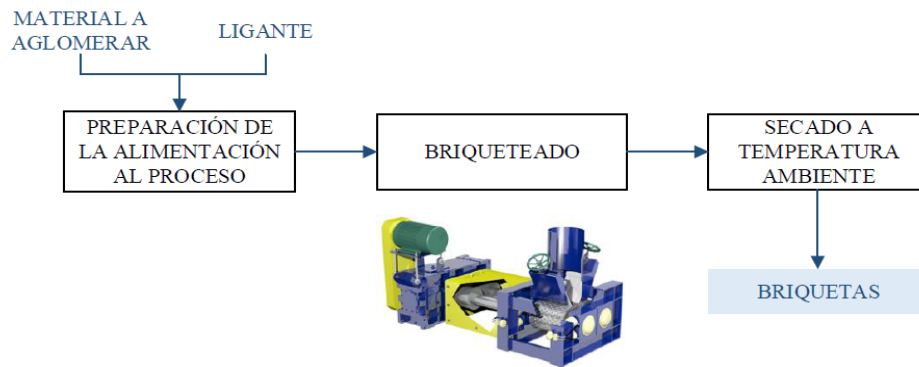 MATERIAL A
AGLOMERAR
LIGANTE
PREPARACIÓN DE
LA ALIMENTACIÓN
AL PROCESO
BRIQUETEADO
SECADO A
TEMPERATURA
AMBIENTE
BRIQUETAS